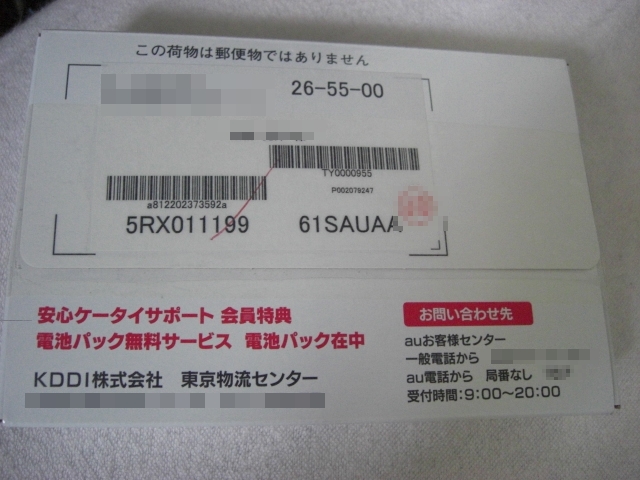 この荷物は郵便物ではありません
26-55-00
TY0000955
P002079247
a812202373592a
5RX011199
61SAUAA
安心ケータイサポート 会員特典
電池パック無料サービス 電池パック在中
KDDI株式会社 東京物流センター
お問い合わせ先
auお客様センター
一般電話から
au電話から 局番なし
受付時間:9:00~20:00